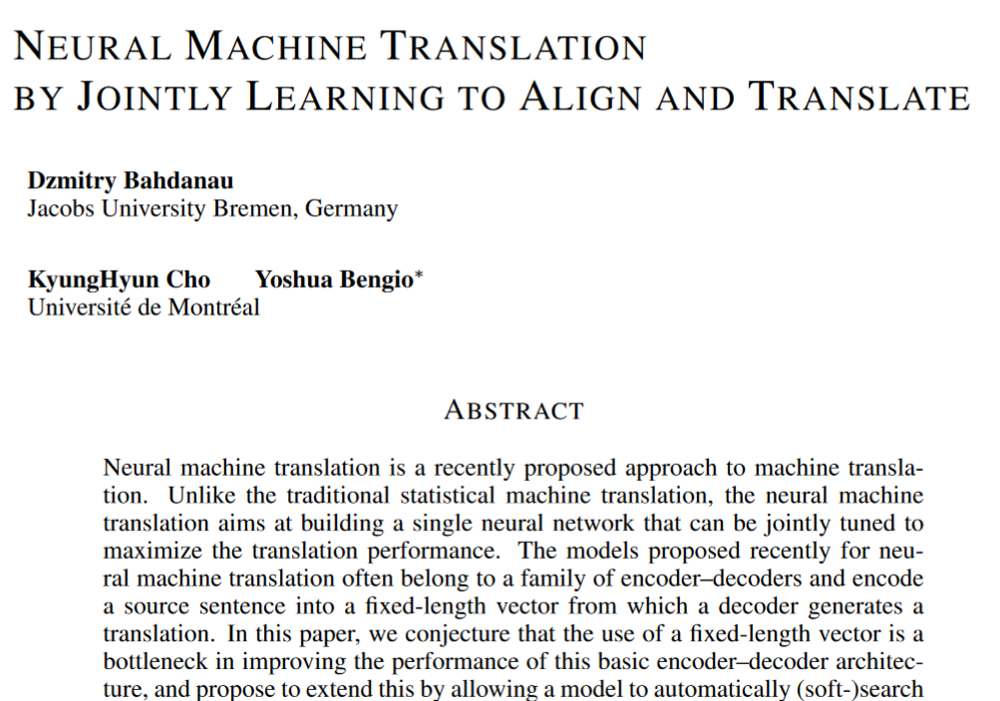 NEURAL MACHINE TRANSLATION
BY JOINTLY LEARNING TO ALIGN AND TRANSLATE
Dzmitry Bahdanau
Jacobs University Bremen, Germany
KyungHyun Cho Yoshua Bengio*
Université de Montréal
ABSTRACT
Neural machine translation is a recently proposed approach to machine transla-
tion. Unlike the traditional statistical machine translation, the neural machine
translation aims at building a single neural network that can be jointly tuned to
maximize the translation performance. The models proposed recently for neu-
ral machine translation often belong to a family of encoder–decoders and encode
a source sentence into a fixed-length vector from which a decoder generates a
translation. In this paper, we conjecture that the use of a fixed-length vector is a
bottleneck in improving the performance of this basic encoder–decoder architec-
ture, and propose to extend this by allowing a model to automatically (soft-)search